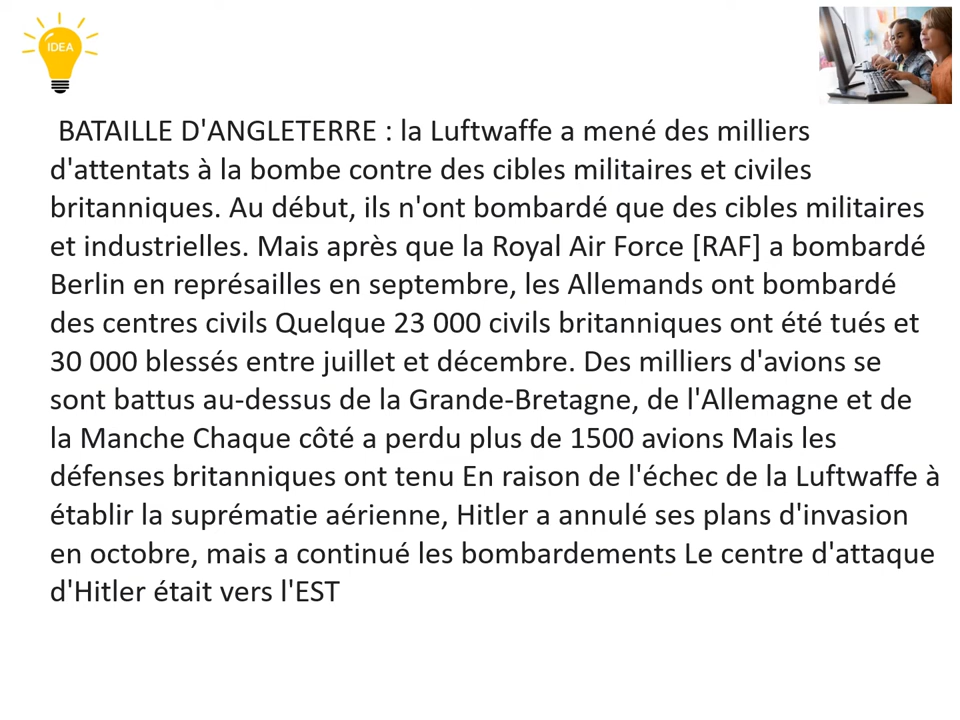 IDEA
BATAILLE D'ANGLETERRE : la Luftwaffe a mené des milliers
d'attentats à la bombe contre des cibles militaires et civiles
britanniques. Au début, ils n'ont bombardé que des cibles militaires
et industrielles. Mais après que la Royal Air Force [RAF] a bombardé
Berlin en représailles en septembre, les Allemands ont bombardé
des centres civils Quelque 23 000 civils britanniques ont été tués et
30 000 blessés entre juillet et décembre. Des milliers d'avions se
sont battus au-dessus de la Grande-Bretagne, de l'Allemagne et de
la Manche Chaque côté a perdu plus de 1500 avions Mais les
défenses britanniques ont tenu En raison de l'échec de la Luftwaffe à
établir la suprématie aérienne, Hitler a annulé ses plans d'invasion
en octobre, mais a continué les bombardements Le centre d'attaque
d'Hitler était vers l'EST